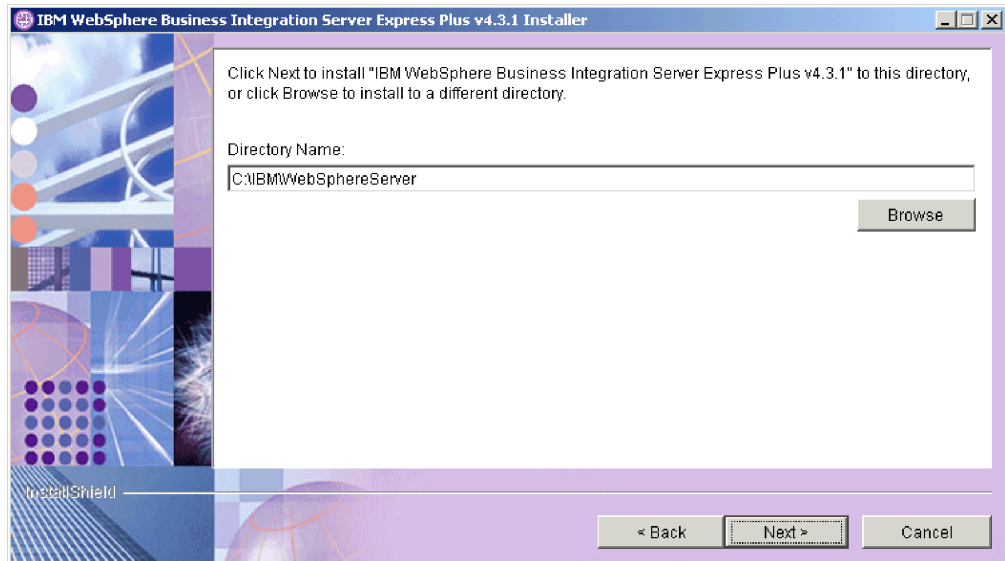 IBM WebSphere Business Integration Server Express Plus v4.3.1 Installer
Click Next to install "IBM WebSphere Business Integration Server Express Plus v4.3.1" to this directory,
or click Browse to install to a different directory.
Directory Name:
C:\IBM\WebSphereServer
Browse
InstallShield
< Back
Next >
Cancel